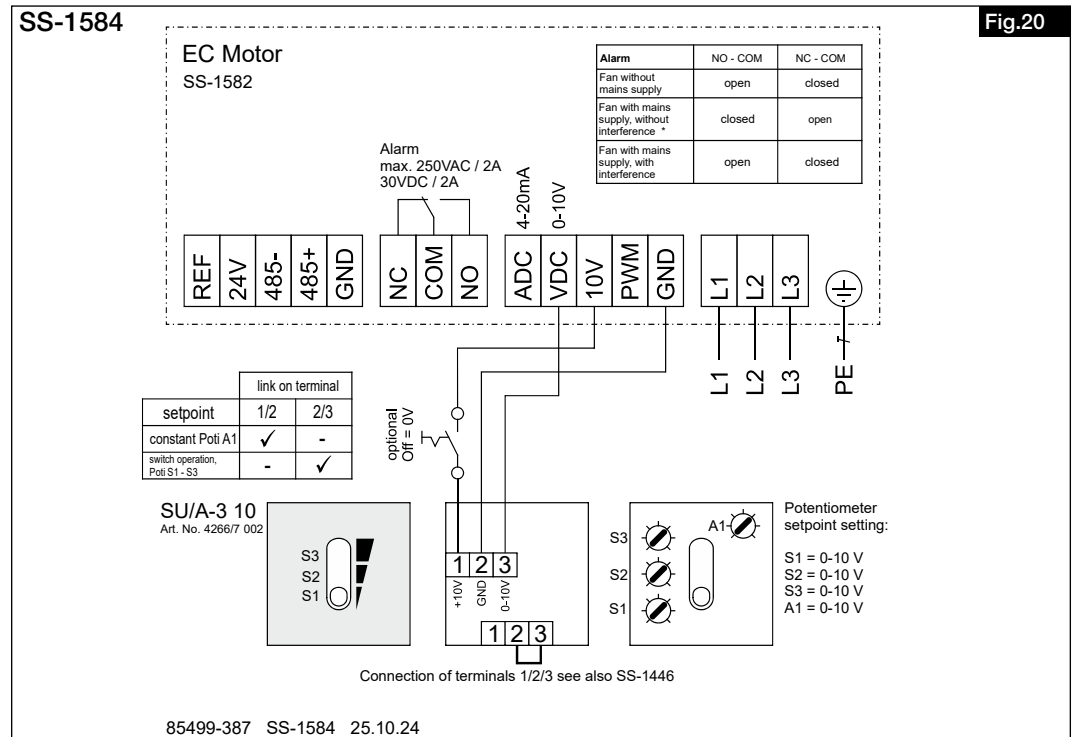 SS-1584
Fig.20
EC Motor
SS-1582
Alarm NO - COM NC - COM
Fan without
mains supply
open closed
Fan with mains
supply, without
interference *
closed open
Fan with mains
supply, with
interference
open closed
Alarm
max. 250VAC / 2A
30VDC / 2A
4-20mA
0-10V
REF 24V 485- 485+ GND
NC COM NO
ADC VDC 10V PWM GND
L1 L2 L3
L1 L2 L3 PE
link on terminal
setpoint 1/2 2/3
constant Poti A1 ✓ -
switch operation,
Poti S1 - S3
- ✓
optional
Off = 0V
SU/A-3 10
Art. No. 4266/7 002
S3
S2
S1
1 2 3
+10V GND 0-10V
1 2 3
S3
S2
S1
A1
Potentiometer
setpoint setting:
S1 = 0-10 V
S2 = 0-10 V
S3 = 0-10 V
A1 = 0-10 V
Connection of terminals 1/2/3 see also SS-1446
85499-387 SS-1584 25.10.24